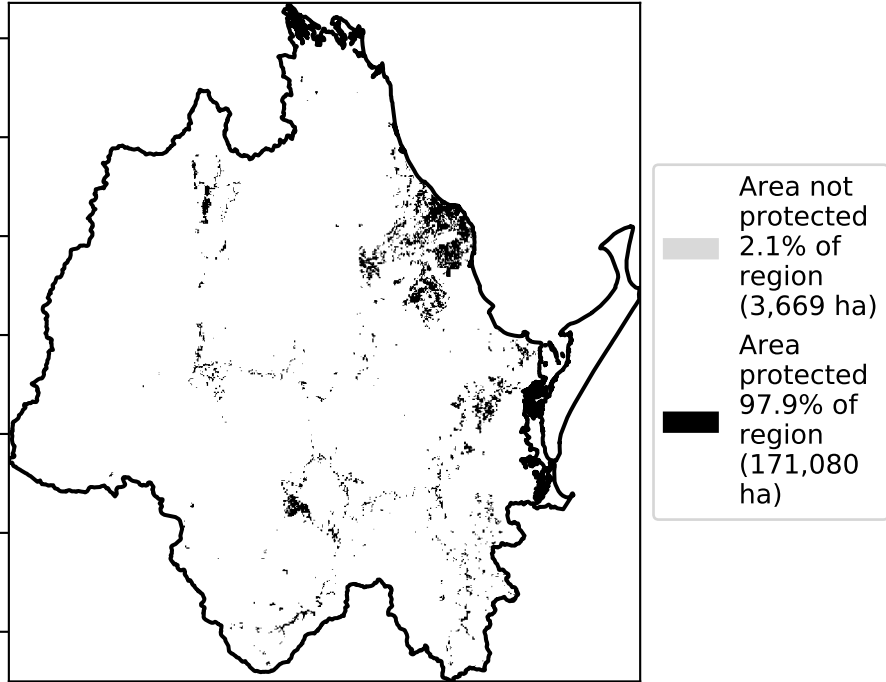 Area not
protected
2.1% of
region
(3,669 ha)
Area
protected
97.9% of
region
(171,080
ha)